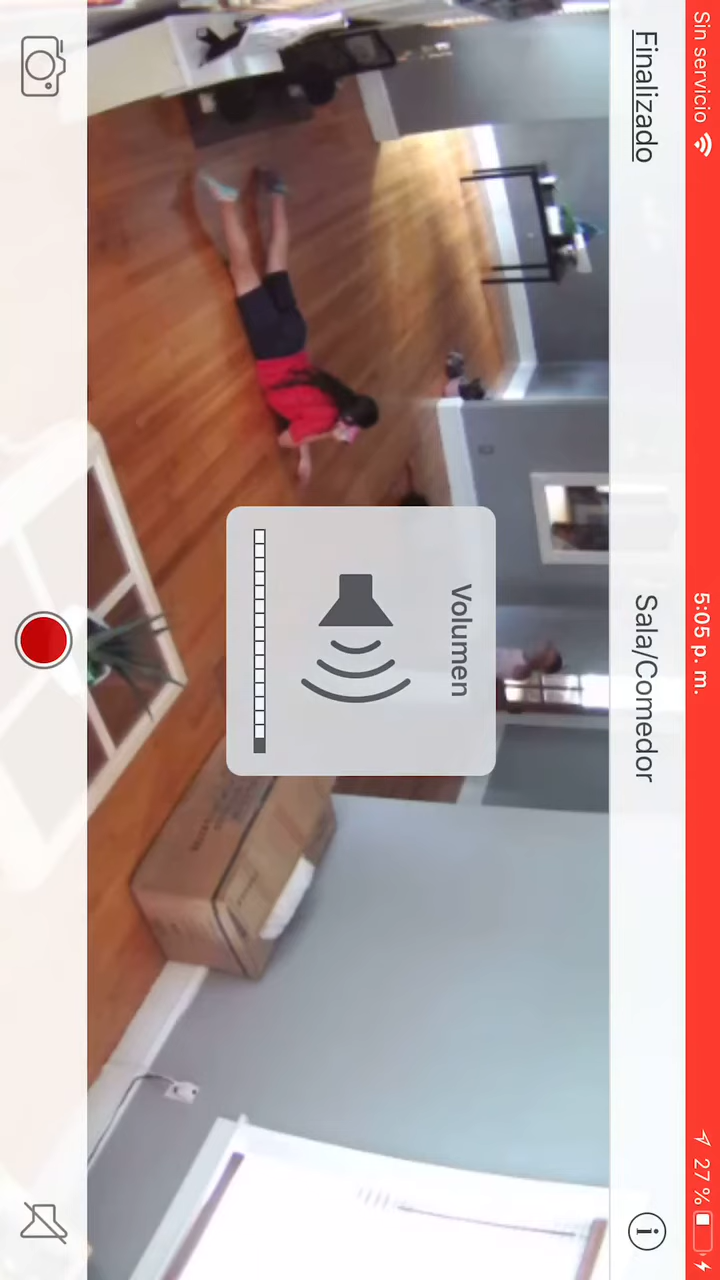 Sin servicio 5:05 p. m. 27 %
Finalizado Sala/Comedor
Volumen